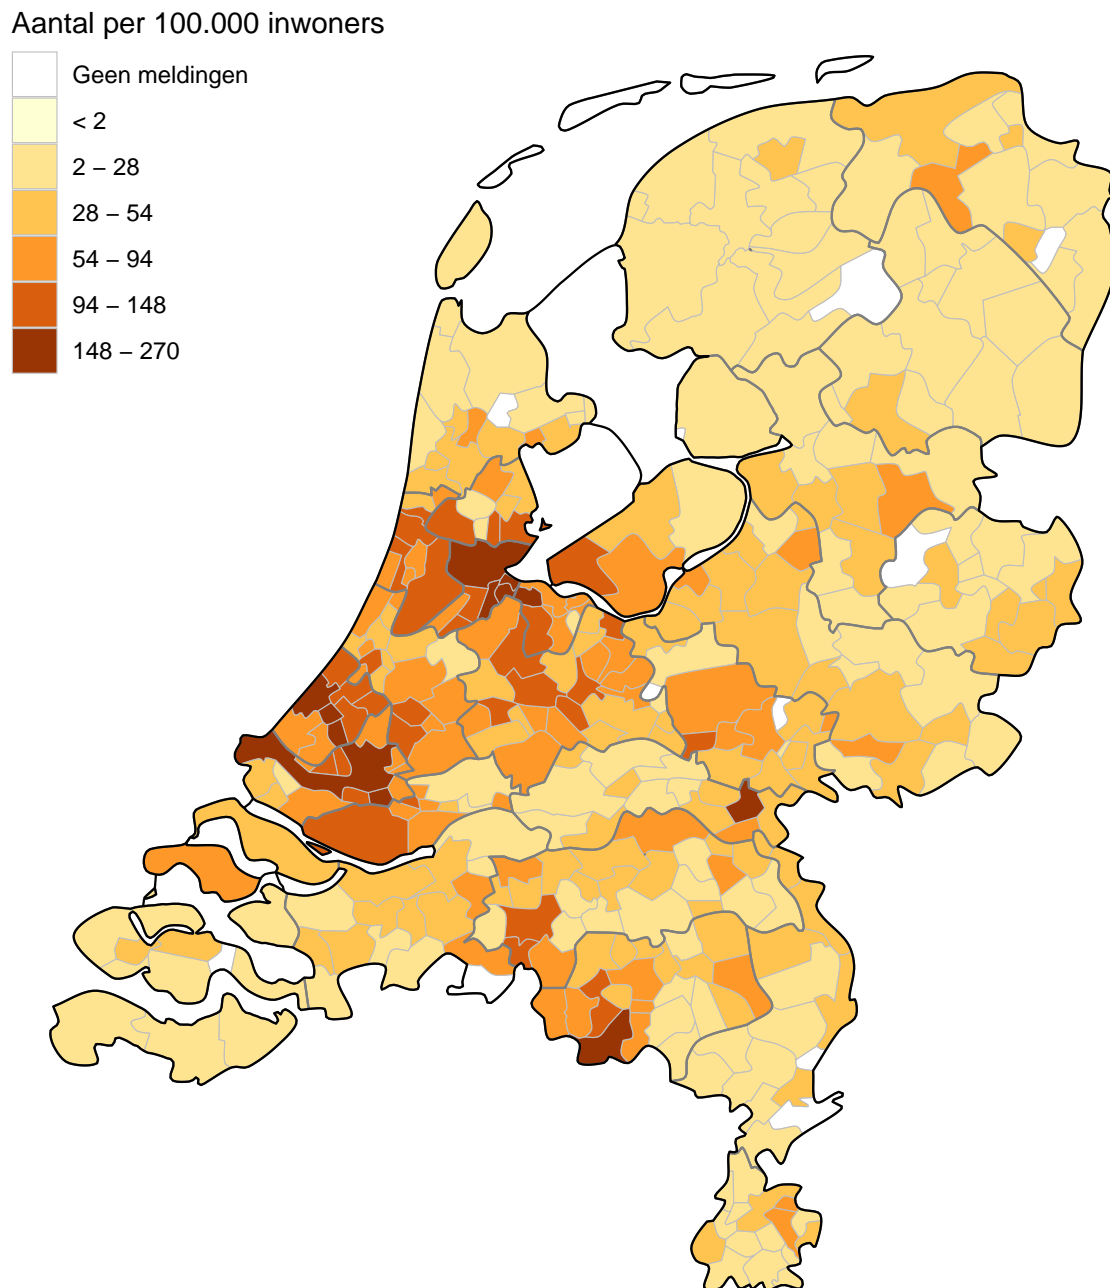 Aantal per 100.000 inwoners
Geen meldingen
< 2
2 – 28
28 – 54
54 – 94
94 – 148
148 – 270